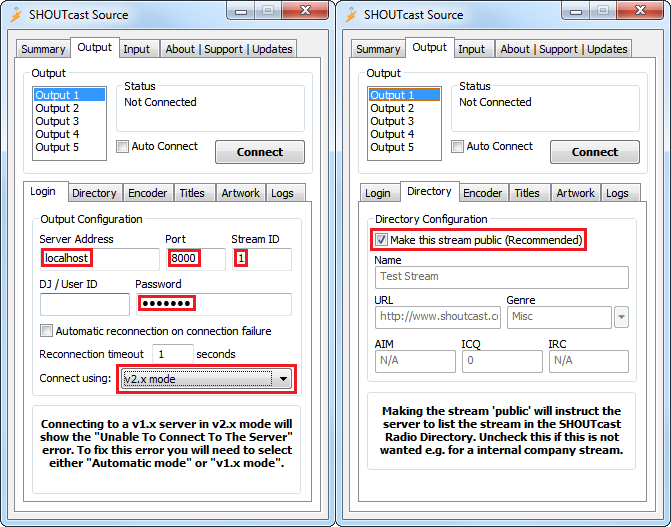 SHOUTcast Source
Summary Output Input About | Support | Updates
Output
Output 1
Output 2
Output 3
Output 4
Output 5
Status
Not Connected
Auto Connect
Connect
Login Directory Encoder Titles Artwork Logs
Output Configuration
Server Address Port Stream ID
localhost 8000 1
DJ / User ID Password
●●●●●●●
Automatic reconnection on connection failure
Reconnection timeout 1 seconds
Connect using: v2.x mode
Connecting to a v1.x server in v2.x mode will
show the "Unable To Connect To The Server"
error. To fix this error you will need to select
either "Automatic mode" or "v1.x mode".
SHOUTcast Source
Summary Output Input About | Support | Updates
Output
Output 1
Output 2
Output 3
Output 4
Output 5
Status
Not Connected
Auto Connect
Connect
Login Directory Encoder Titles Artwork Logs
Directory Configuration
Make this stream public (Recommended)
Name
Test Stream
URL Genre
http://www.shoutcast.c Misc
AIM ICQ IRC
N/A 0 N/A
Making the stream 'public' will instruct the
server to list the stream in the SHOUTcast
Radio Directory. Uncheck this if this is not
wanted e.g. for a internal company stream.